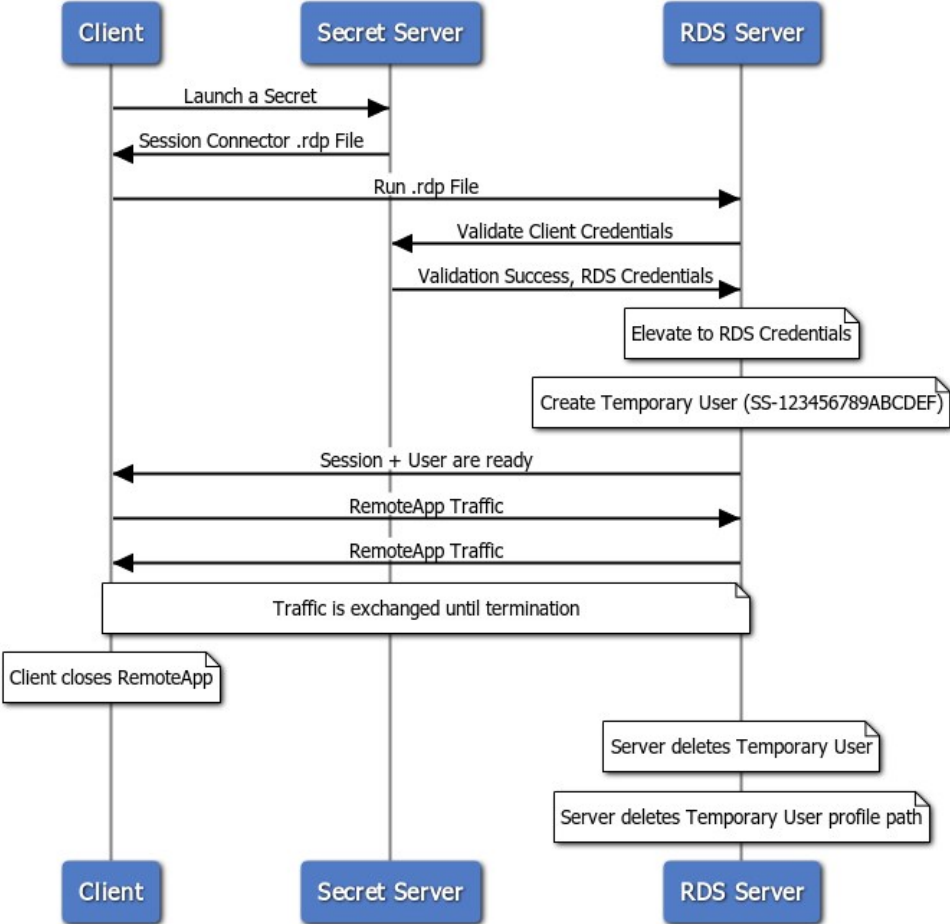 Client
Secret Server
RDS Server
Launch a Secret
Session Connector .rdp File
Run .rdp File
Validate Client Credentials
Validation Success, RDS Credentials
Elevate to RDS Credentials
Create Temporary User (SS-123456789ABCDEF)
Session + User are ready
RemoteApp Traffic
RemoteApp Traffic
Traffic is exchanged until termination
Client closes RemoteApp
Server deletes Temporary User
Server deletes Temporary User profile path
Client
Secret Server
RDS Server